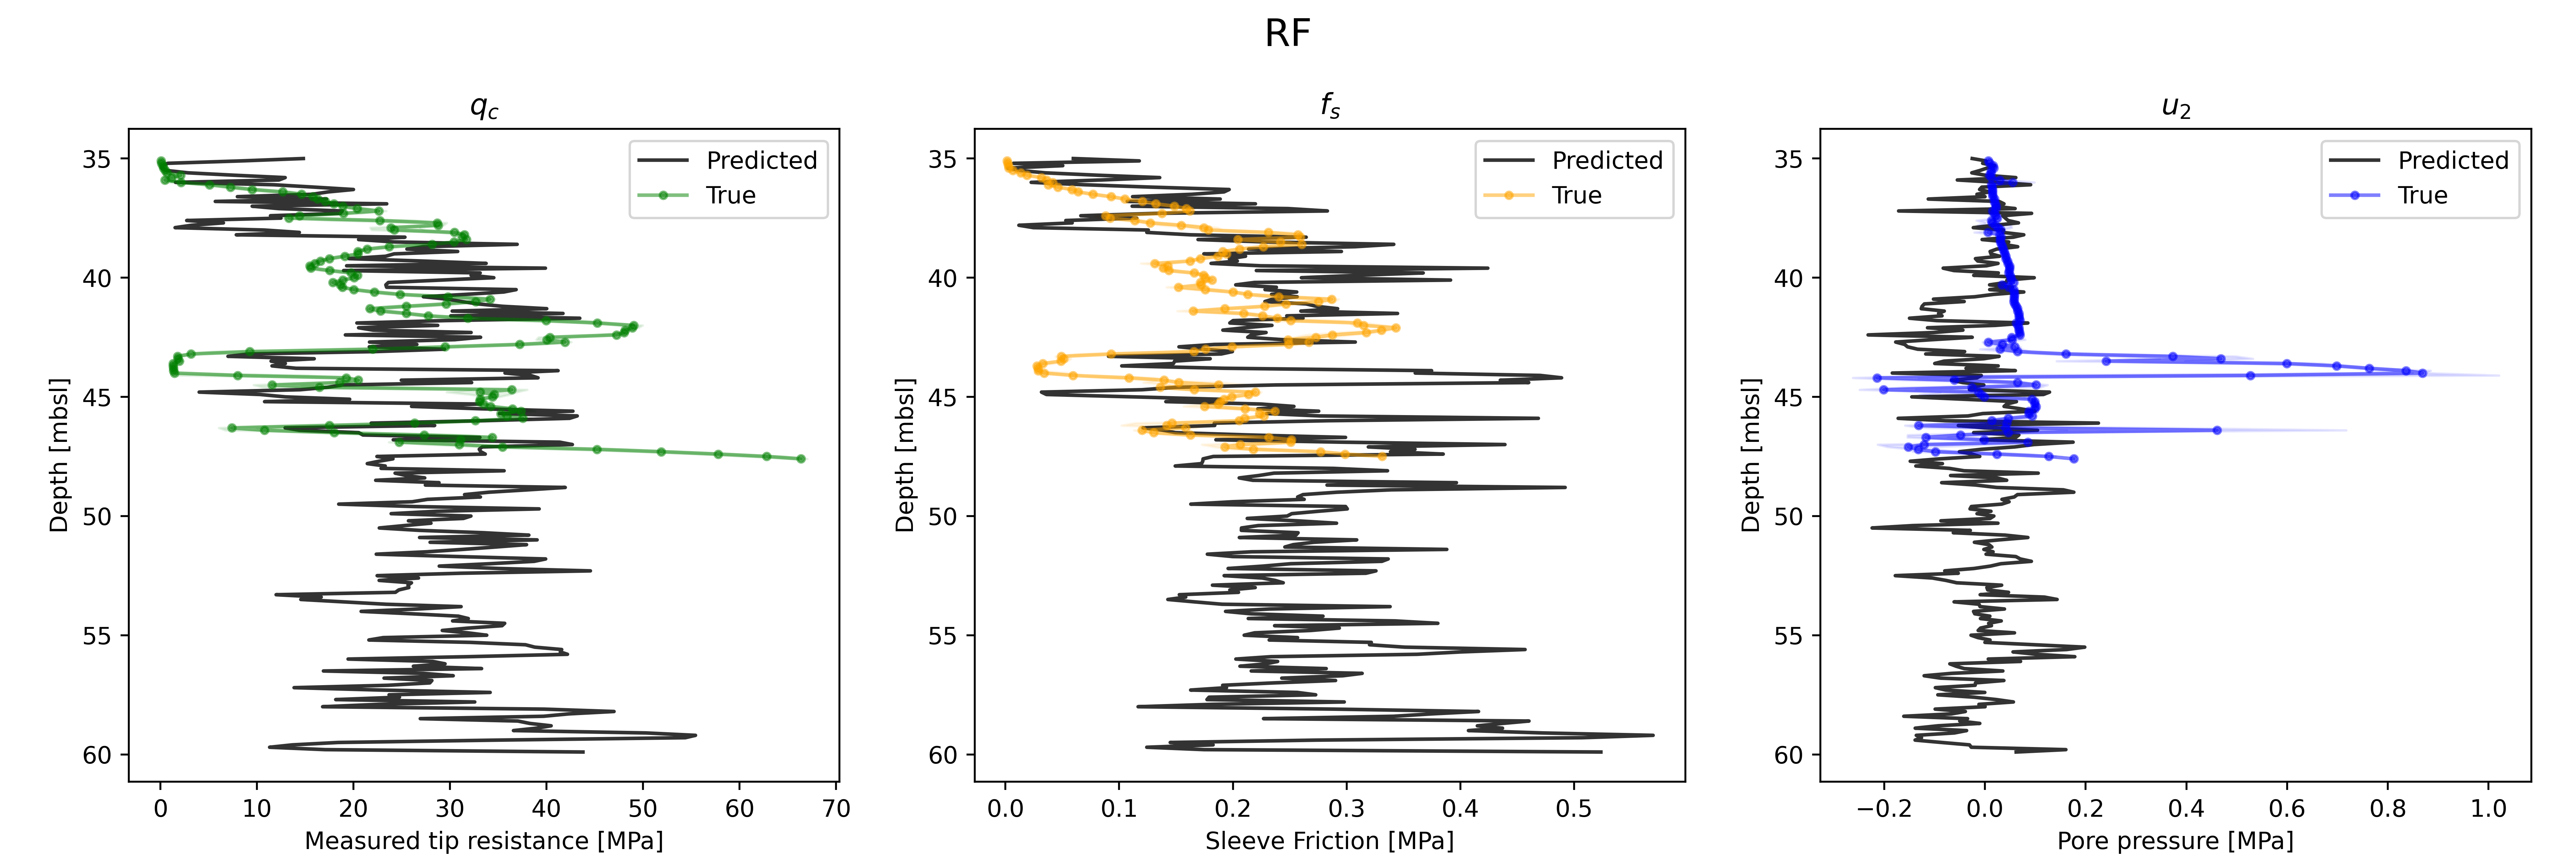 RF
q_c
Predicted
True
35
40
45
50
55
60
Depth [mbsl]
0 10 20 30 40 50 60 70
Measured tip resistance [MPa]
f_s
Predicted
True
35
40
45
50
55
60
Depth [mbsl]
0.0 0.1 0.2 0.3 0.4 0.5
Sleeve Friction [MPa]
u_2
Predicted
True
35
40
45
50
55
60
Depth [mbsl]
−0.2 0.0 0.2 0.4 0.6 0.8 1.0
Pore pressure [MPa]